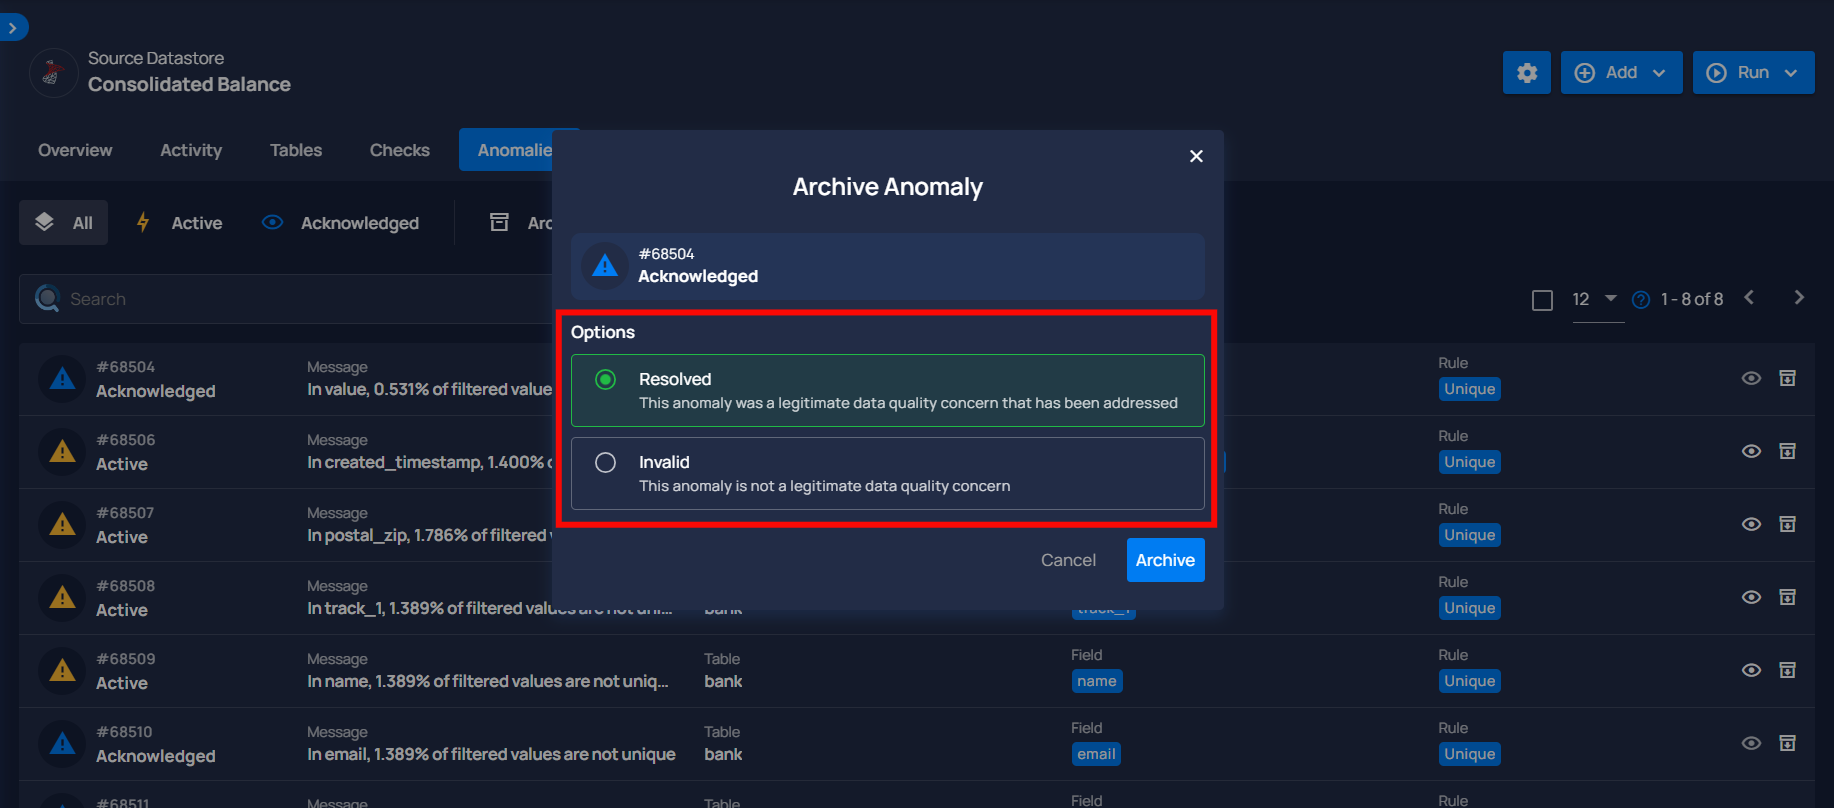 Source Datastore
Consolidated Balance
Add
Run
Overview
Activity
Tables
Checks
Anomalie
All
Active
Acknowledged
Arc
Search
12
1 - 8 of 8
Archive Anomaly
#68504
Acknowledged
Options
Resolved
This anomaly was a legitimate data quality concern that has been addressed
Invalid
This anomaly is not a legitimate data quality concern
Cancel
Archive
#68504
Acknowledged
Message
In value, 0.531% of filtered value
Rule
Unique
#68506
Active
Message
In created_timestamp, 1.400% o
Rule
Unique
#68507
Active
Message
In postal_zip, 1.786% of filtered
Rule
Unique
#68508
Active
Message
In track_1, 1.389% of filtered values are not uni...
bank
track_1
Rule
Unique
#68509
Active
Message
In name, 1.389% of filtered values are not uniq...
Table
bank
Field
name
Rule
Unique
#68510
Acknowledged
Message
In email, 1.389% of filtered values are not unique
Table
bank
Field
email
Rule
Unique
#68511
Message
Table
Field
Rule